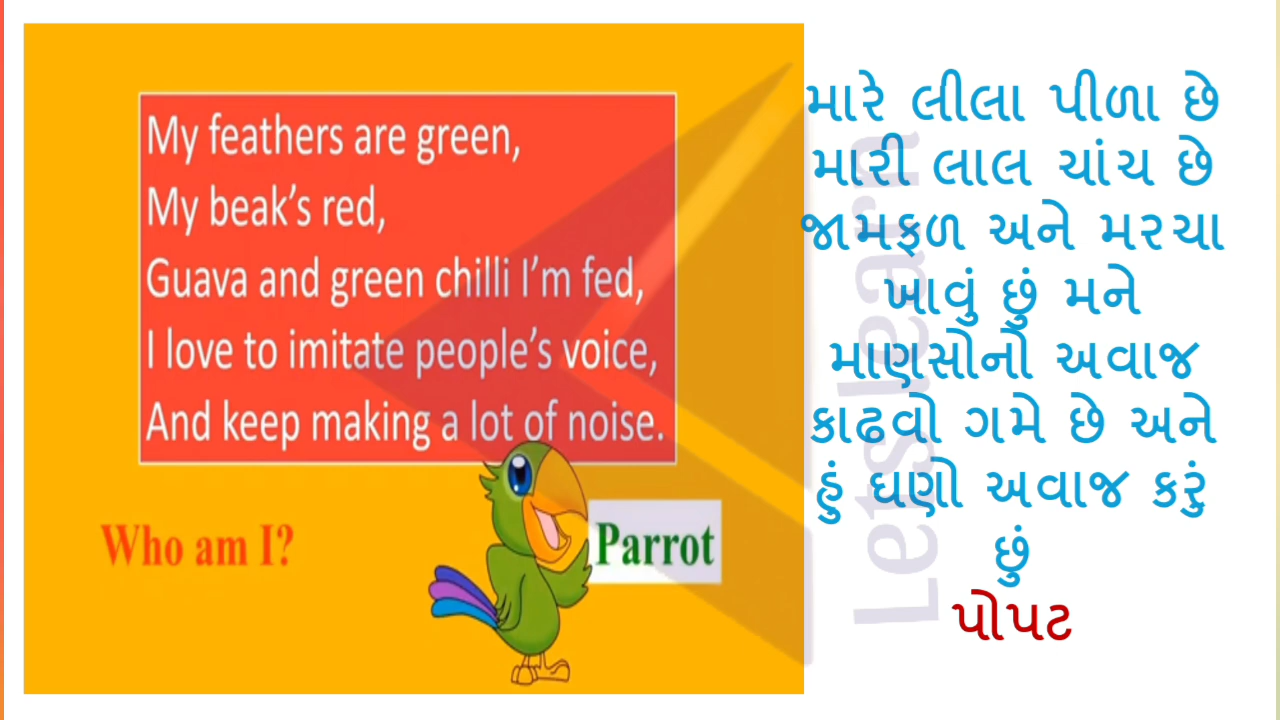 My feathers are green,
My beak’s red,
Guava and green chilli I’m fed,
I love to imitate people’s voice,
And keep making a lot of noise.
Who am I?
Parrot
મારે લીલા પીળા છે
મારી લાલ ચાંચ છે
જામફળ અને મરચા
ખાવું છું મને
માણસોનો અવાજ
કાઢવો ગમે છે અને
હું ઘણો અવાજ કરું
છું
પોપટ